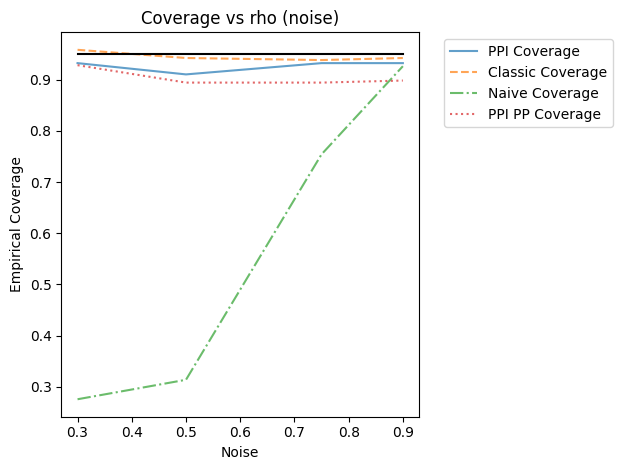 Coverage vs rho (noise)
PPI Coverage
Classic Coverage
Naive Coverage
PPI PP Coverage
Empirical Coverage
0.9
0.8
0.7
0.6
0.5
0.4
0.3
0.3 0.4 0.5 0.6 0.7 0.8 0.9
Noise